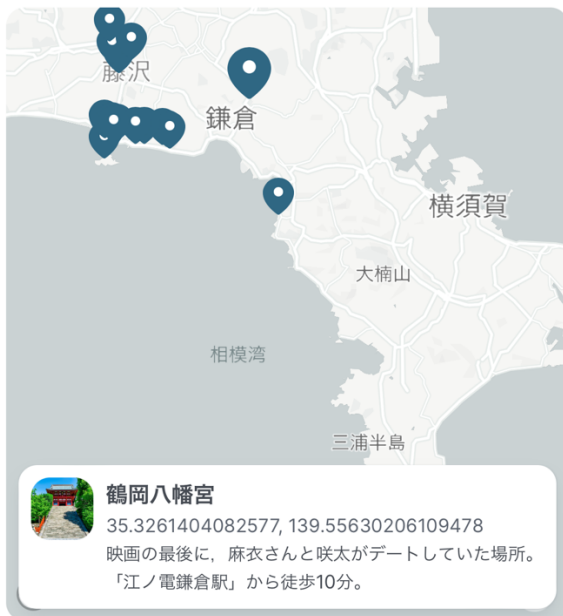 藤沢
鎌倉
横須賀
大楠山
相模湾
三浦半島
鶴岡八幡宮
35.3261404082577, 139.55630206109478
映画の最後に，麻衣さんと咲太がデートしていた場所。
「江ノ電鎌倉駅」から徒歩10分。